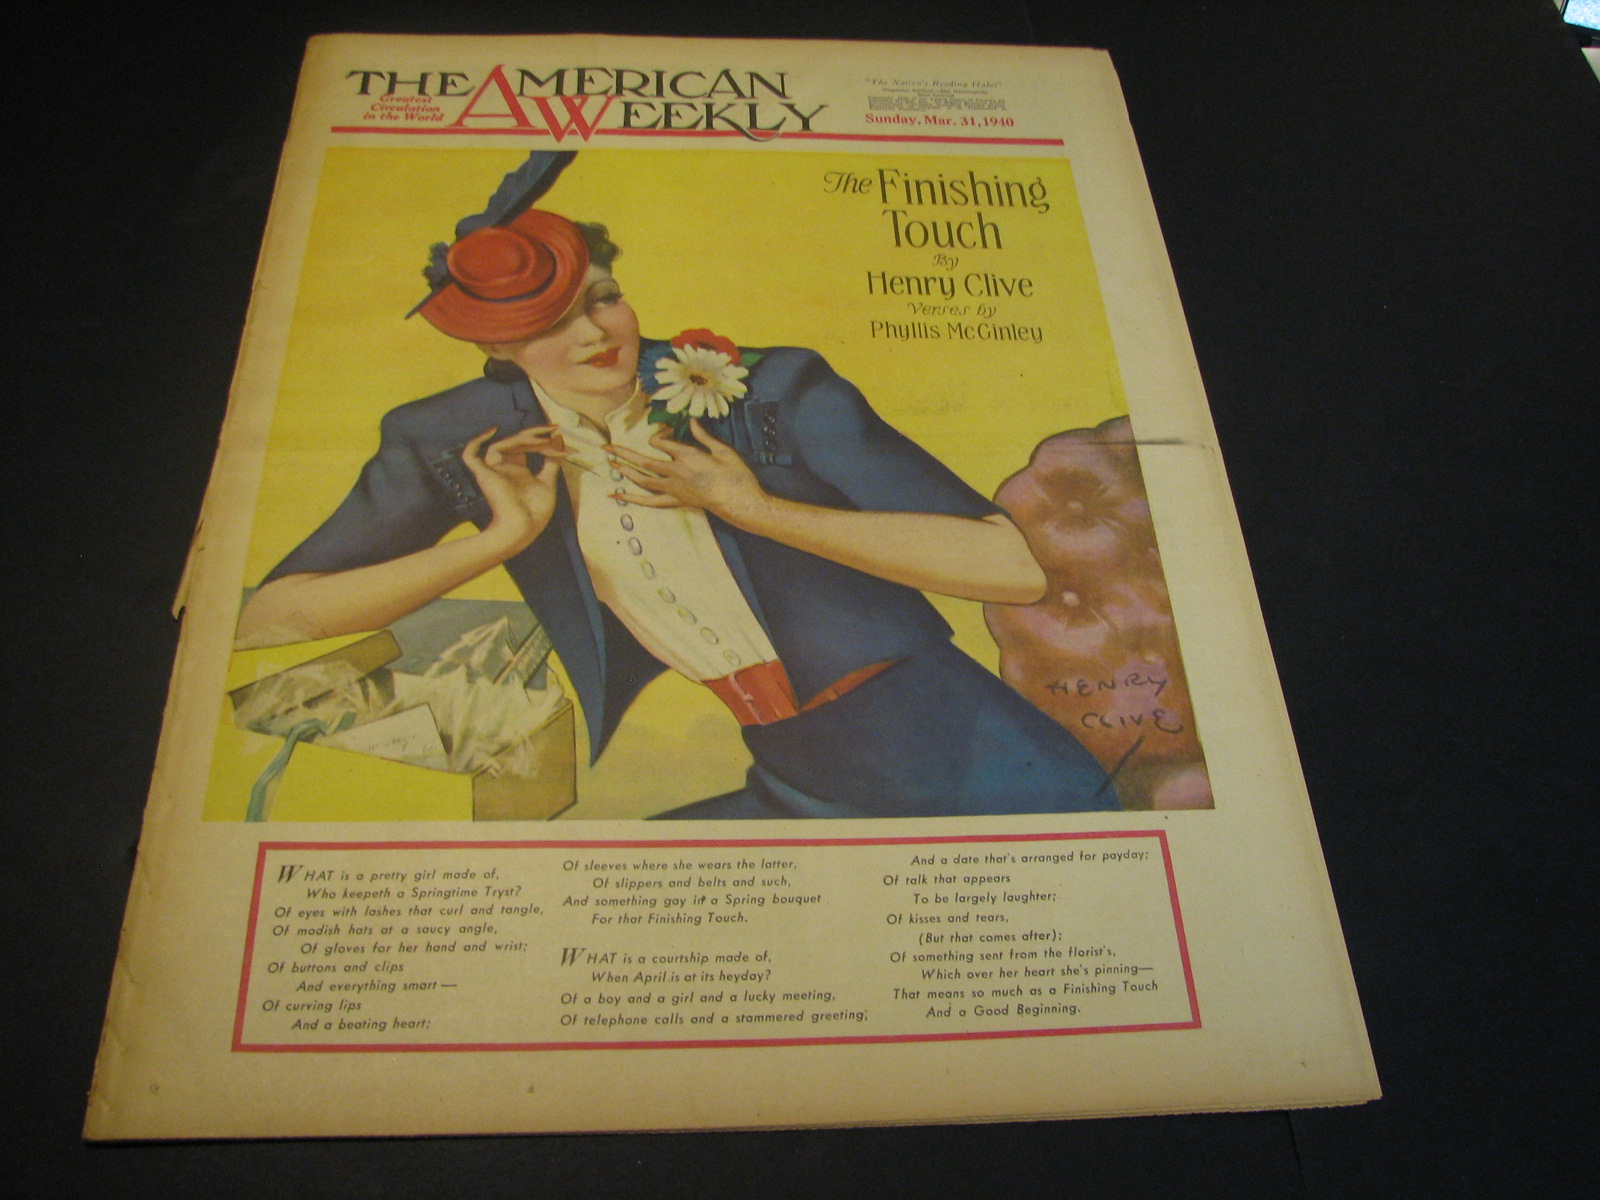 THE AMERICAN
WEEKLY
Greatest
Circulation
in the World
"The Nation's Reading Habit"
Sunday, Mar. 31, 1940
The Finishing
Touch
By
Henry Clive
Verses by
Phyllis McGinley
HENRY
CLIVE
WHAT is a pretty girl made of,
Who keepeth a Springtime Tryst?
Of eyes with lashes that curl and tangle,
Of modish hats at a saucy angle,
Of gloves for her hand and wrist;
Of buttons and clips
And everything smart —
Of curving lips
And a beating heart;
Of sleeves where she wears the latter,
Of slippers and belts and such,
And something gay in a Spring bouquet
For that Finishing Touch.
WHAT is a courtship made of,
When April is at its heyday?
Of a boy and a girl and a lucky meeting,
Of telephone calls and a stammered greeting;
And a date that's arranged for payday;
Of talk that appears
To be largely laughter;
Of kisses and tears,
(But that comes after);
Of something sent from the florist's,
Which over her heart she's pinning—
That means so much as a Finishing Touch
And a Good Beginning.